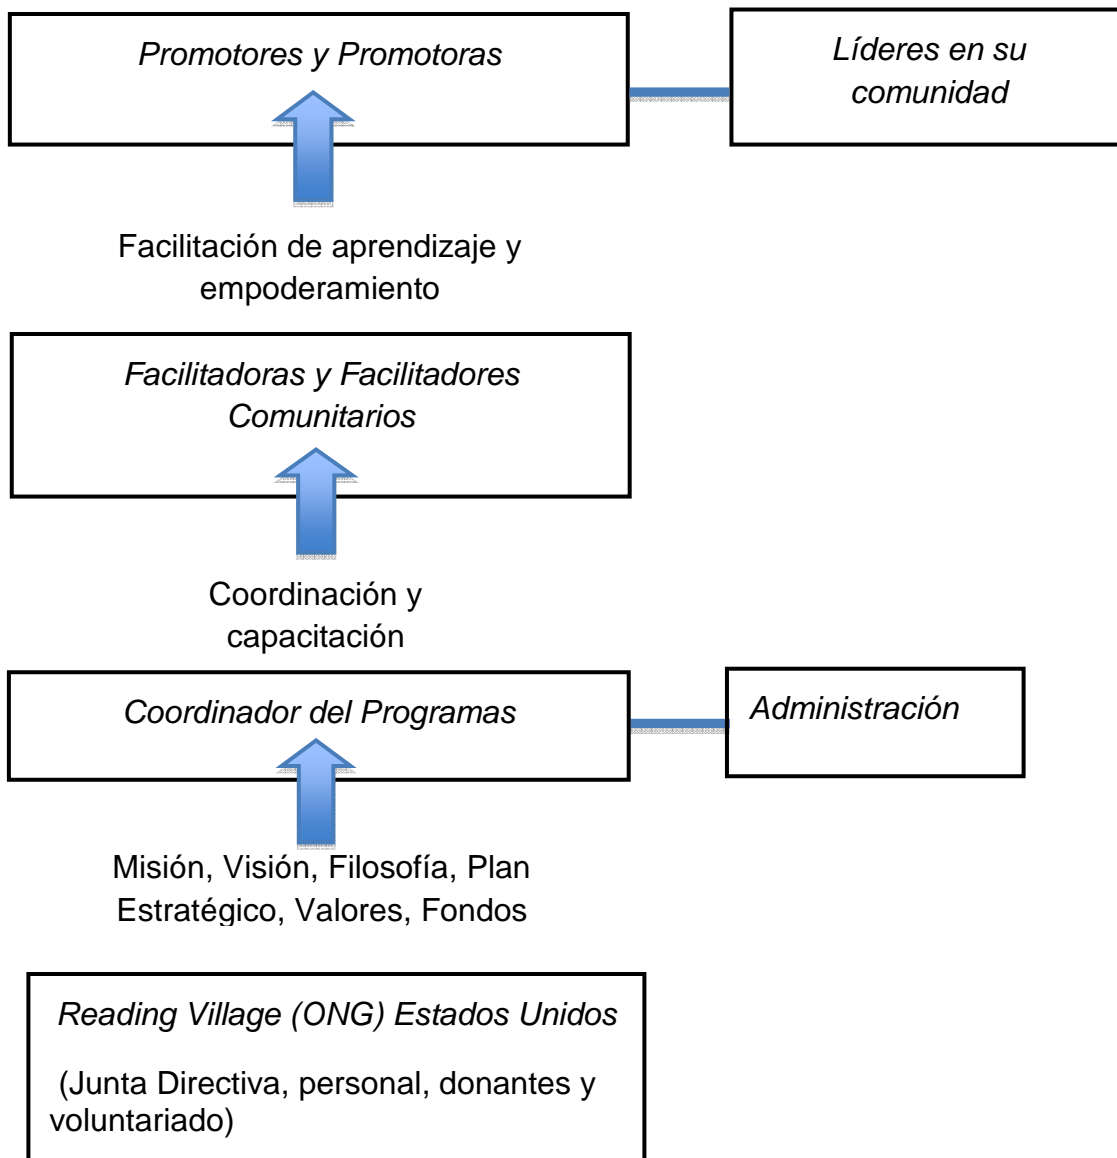 Promotores y Promotoras
Líderes en su
comunidad
Facilitación de aprendizaje y
empoderamiento
Facilitadoras y Facilitadores
Comunitarios
Coordinación y
capacitación
Coordinador del Programas
Administración
Misión, Visión, Filosofía, Plan
Estratégico, Valores, Fondos
Reading Village (ONG) Estados Unidos
(Junta Directiva, personal, donantes y
voluntariado)